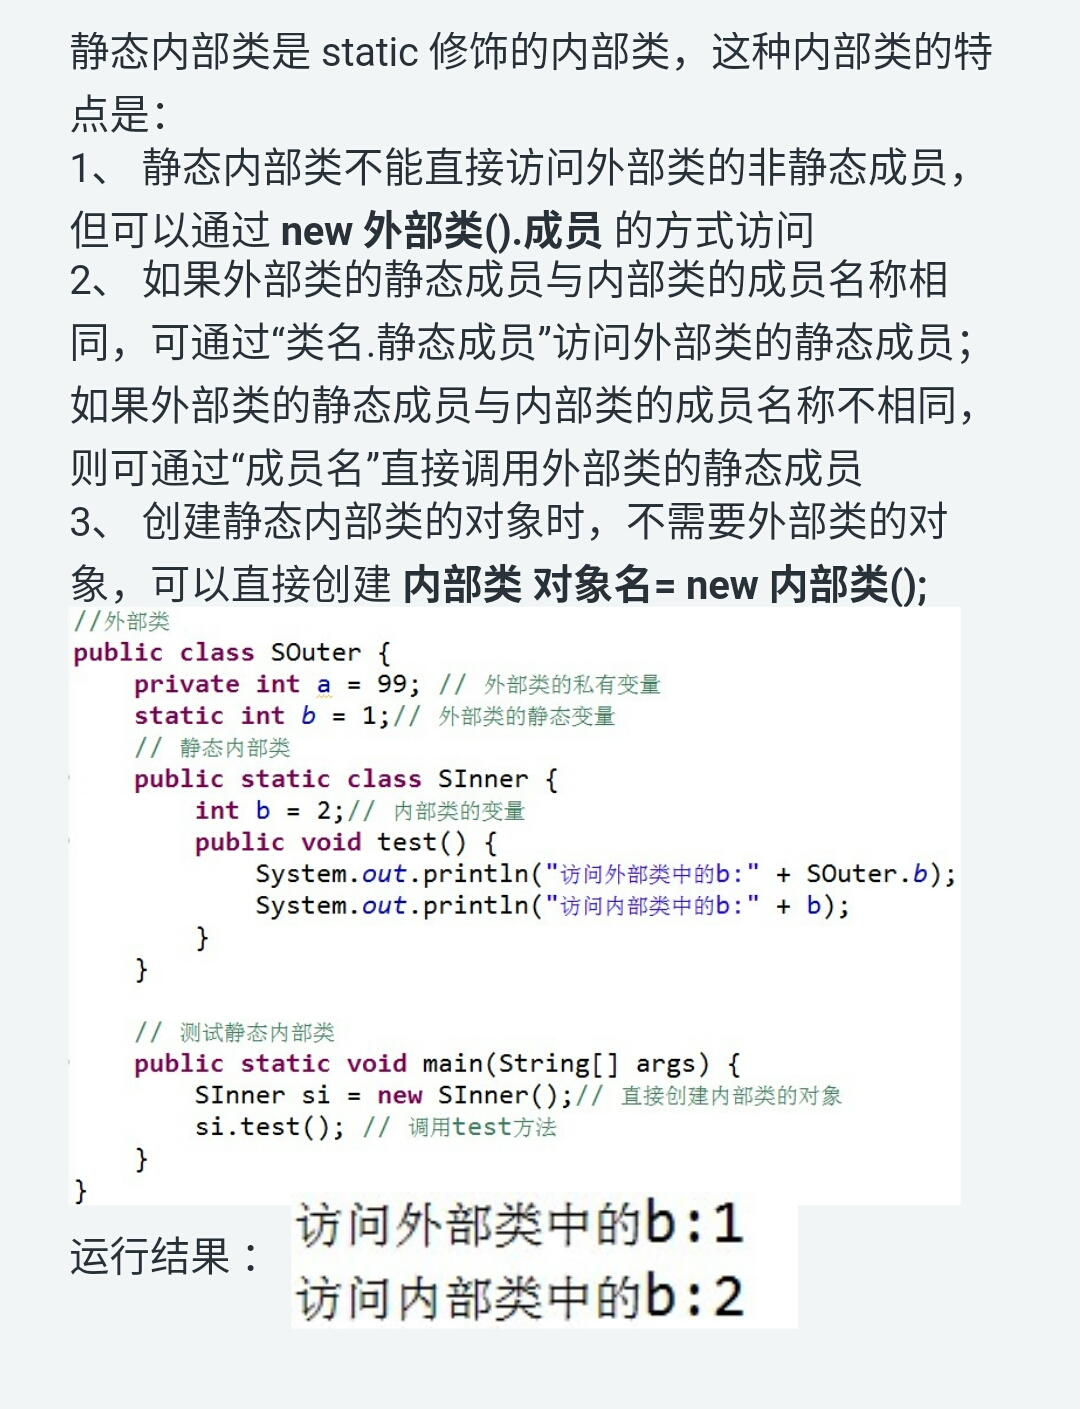 静态内部类是 static 修饰的内部类，这种内部类的特
点是：
1、 静态内部类不能直接访问外部类的非静态成员，
但可以通过 new 外部类().成员 的方式访问
2、 如果外部类的静态成员与内部类的成员名称相
同，可通过“类名.静态成员”访问外部类的静态成员；
如果外部类的静态成员与内部类的成员名称不相同，
则可通过“成员名”直接调用外部类的静态成员
3、 创建静态内部类的对象时，不需要外部类的对
象，可以直接创建 内部类 对象名= new 内部类();
//外部类
public class SOuter {
    private int a = 99; // 外部类的私有变量
    static int b = 1;// 外部类的静态变量
    // 静态内部类
    public static class SInner {
        int b = 2;// 内部类的变量
        public void test() {
            System.out.println("访问外部类中的b:" + SOuter.b);
            System.out.println("访问内部类中的b:" + b);
        }
    }
    // 测试静态内部类
    public static void main(String[] args) {
        SInner si = new SInner();// 直接创建内部类的对象
        si.test(); // 调用test方法
    }
}
运行结果 ：
访问外部类中的b:1
访问内部类中的b:2